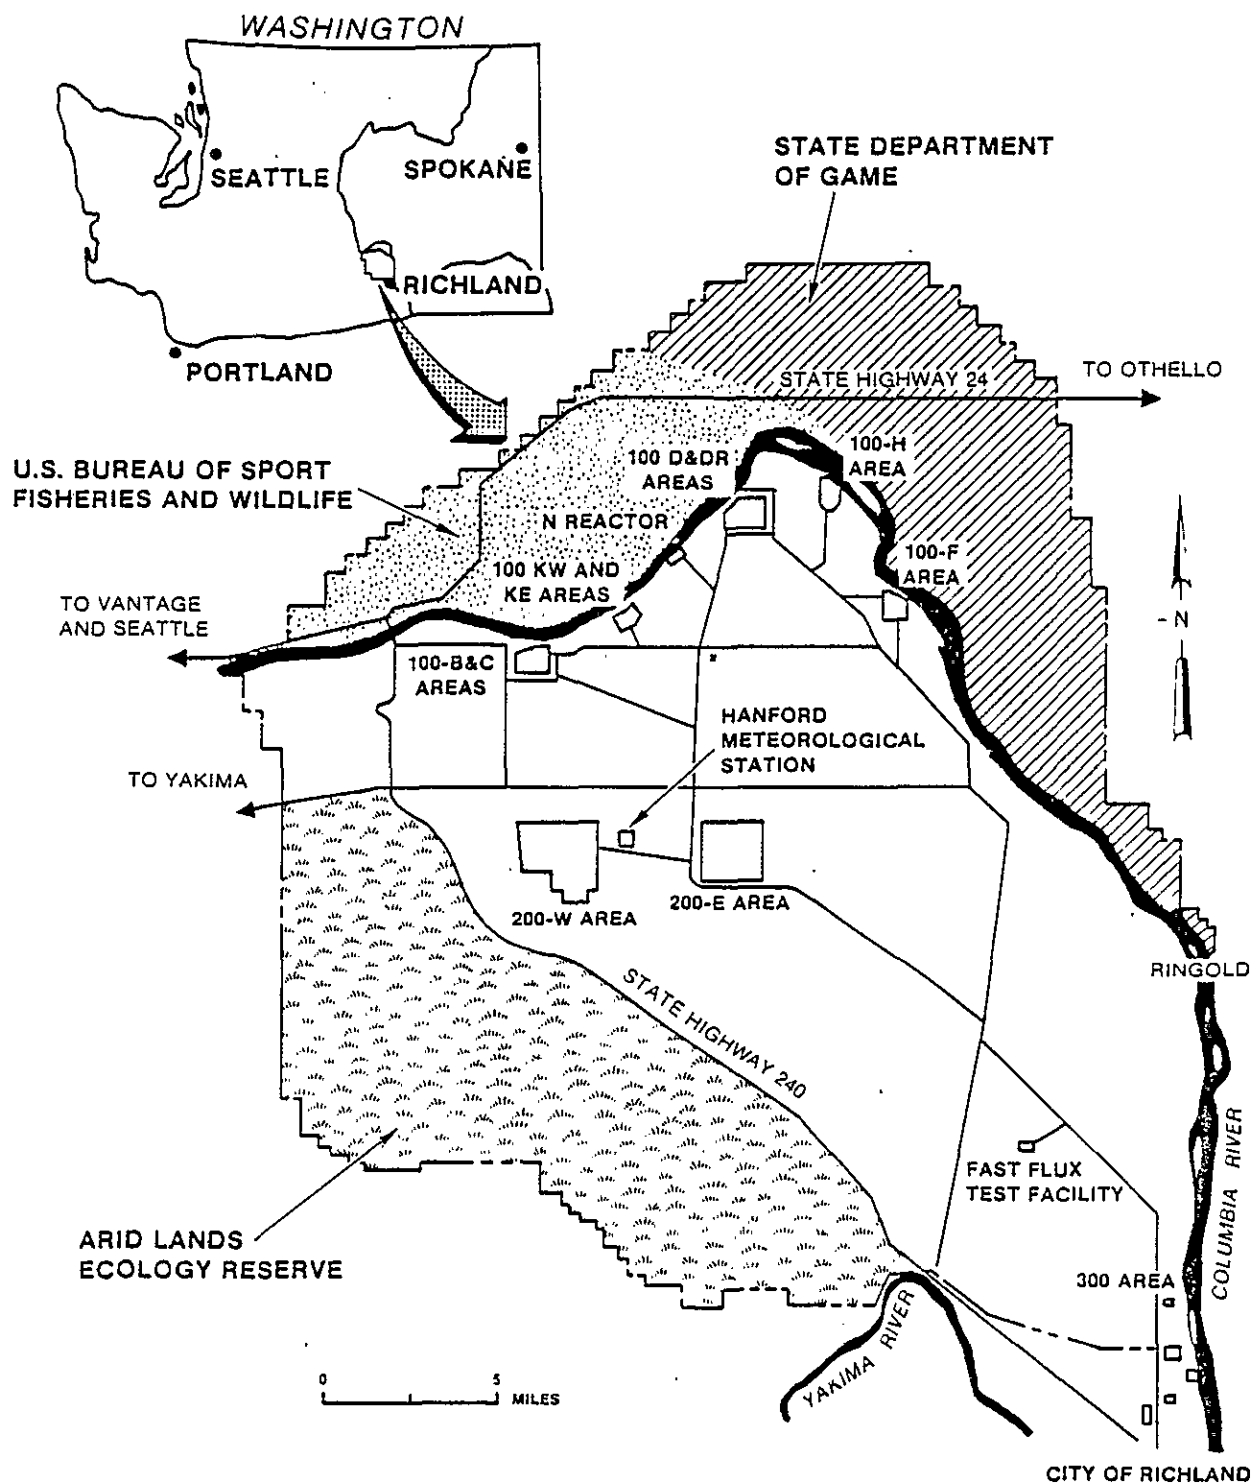 WASHINGTON
SEATTLE
SPOKANE
RICHLAND
PORTLAND
STATE DEPARTMENT
OF GAME
STATE HIGHWAY 24
TO OTHELLO
U.S. BUREAU OF SPORT
FISHERIES AND WILDLIFE
100 D&DR
AREAS
100-H
AREA
N REACTOR
100-F
AREA
100 KW AND
KE AREAS
TO VANTAGE
AND SEATTLE
N
100-B&C
AREAS
HANFORD
METEOROLOGICAL
STATION
TO YAKIMA
200-W AREA
200-E AREA
RINGOLD
STATE HIGHWAY 240
FAST FLUX
TEST FACILITY
COLUMBIA RIVER
ARID LANDS
ECOLOGY RESERVE
300 AREA
YAKIMA RIVER
0 5
MILES
CITY OF RICHLAND